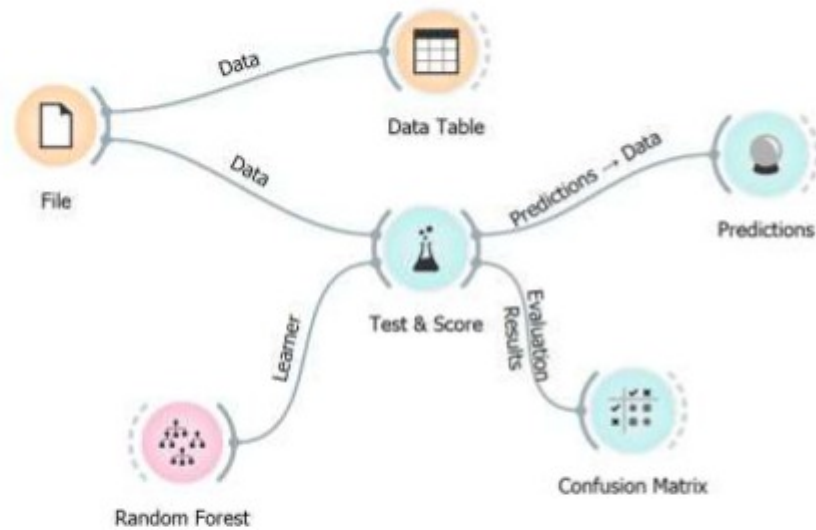 Data
Data Table
File
Data
Predictions → Data
Predictions
Test & Score
Learner
Evaluation
Results
Random Forest
Confusion Matrix